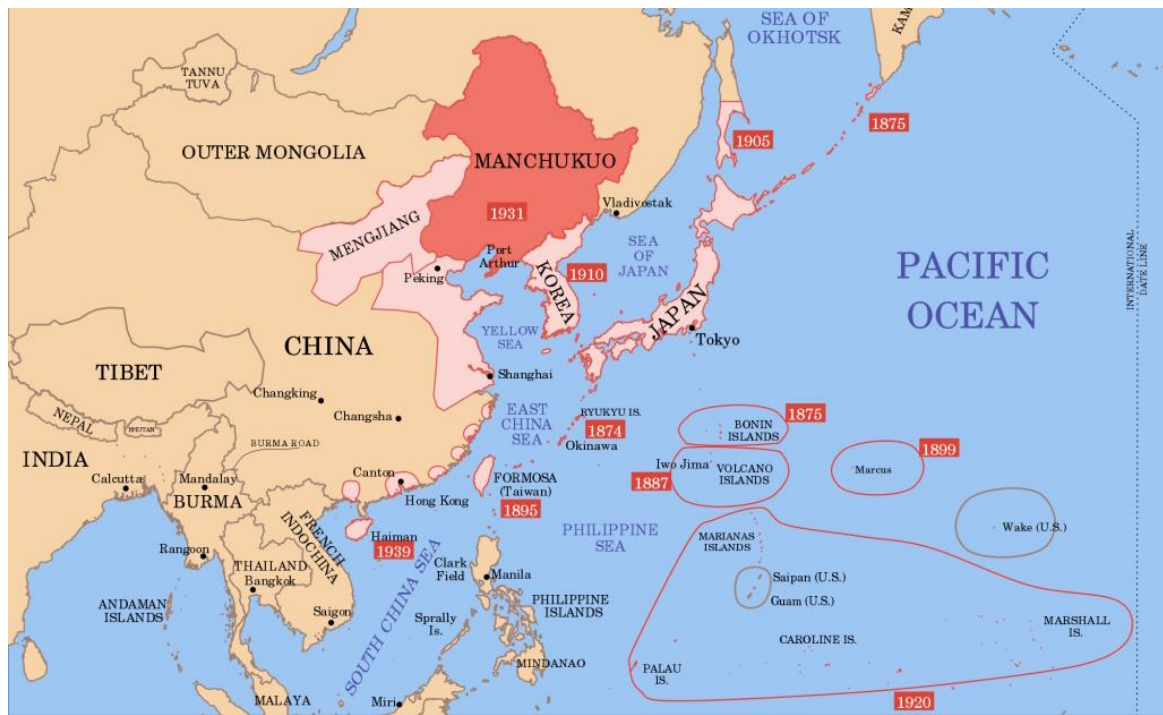 SEA OF
OKHOTSK
KAM
TANNU
TUVA
1875
1905
OUTER MONGOLIA
MANCHUKUO
1931
Vladivostak
MENGJIANG
Port
Arthur
Peking
KOREA
1910
SEA
OF
JAPAN
JAPAN
Tokyo
PACIFIC
OCEAN
INTERNATIONAL
DATE LINE
CHINA
YELLOW
SEA
Shanghai
TIBET
Changking
Changsha
NEPAL
BHUTAN
BURMA ROAD
EAST
CHINA
SEA
RYUKYU IS.
1874
Okinawa
BONIN
ISLANDS
1875
INDIA
Calcutta
Mandalay
BURMA
Canton
Hong Kong
FORMOSA
(Taiwan)
1895
Iwo Jima
VOLCANO
ISLANDS
1887
Marcus
1899
Haiman
1939
FRENCH
INDOCHINA
PHILIPPINE
SEA
MARIANAS
ISLANDS
Wake (U.S.)
Rangoon
THAILAND
Bangkok
Clark
Field
Manila
Saipan (U.S.)
Guam (U.S.)
ANDAMAN
ISLANDS
Saigon
SOUTH CHINA SEA
Sprally
Is.
PHILIPPINE
ISLANDS
CAROLINE IS.
MARSHALL
IS.
MINDANAO
PALAU
IS.
MALAYA
Miri
1920